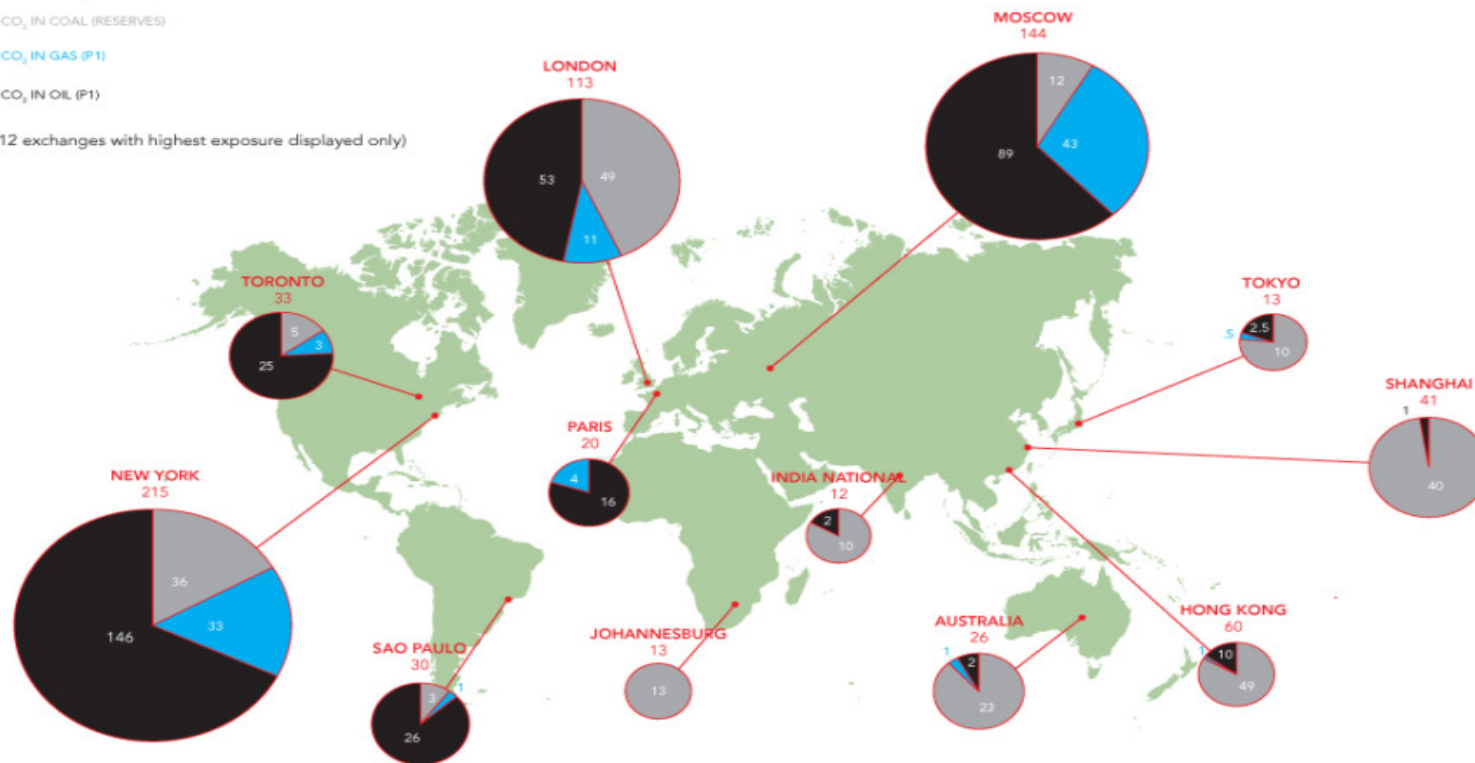 CO₂ IN COAL (RESERVES)
CO₂ IN GAS (P1)
CO₂ IN OIL (P1)
12 exchanges with highest exposure displayed only)
MOSCOW
144
12
43
89
LONDON
113
53
49
11
TORONTO
33
5
3
25
TOKYO
13
.5
2.5
10
SHANGHAI
41
1
40
PARIS
20
4
16
INDIA NATIONAL
12
2
10
NEW YORK
215
36
33
146
SAO PAULO
30
3
1
26
JOHANNESBURG
13
13
AUSTRALIA
26
1
2
23
HONG KONG
60
1
10
49